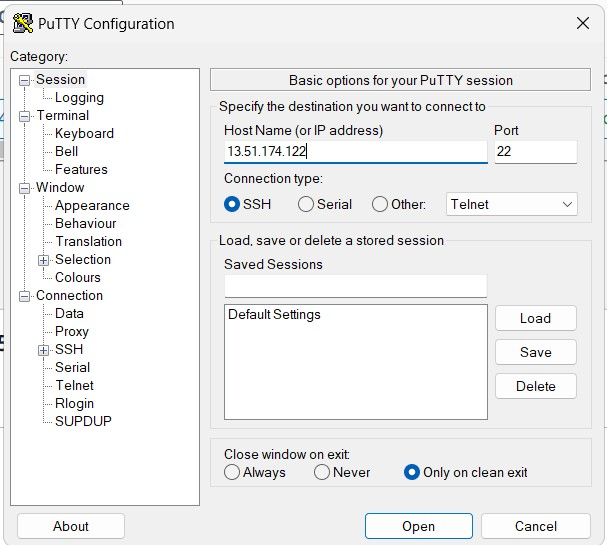 PuTTY Configuration
Category:
Session
Logging
Terminal
Keyboard
Bell
Features
Window
Appearance
Behaviour
Translation
Selection
Colours
Connection
Data
Proxy
SSH
Serial
Telnet
Rlogin
SUPDUP
Basic options for your PuTTY session
Specify the destination you want to connect to
Host Name (or IP address) Port
13.51.174.122 22
Connection type:
SSH Serial Other: Telnet
Load, save or delete a stored session
Saved Sessions
Default Settings
Load
Save
Delete
Close window on exit:
Always Never Only on clean exit
About Open Cancel